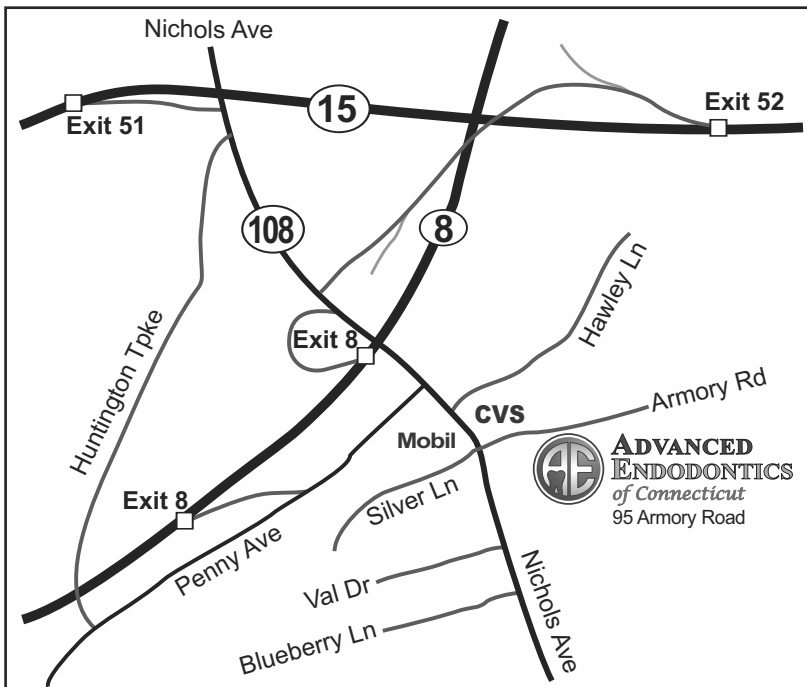 Nichols Ave
Exit 51
15
Exit 52
108
8
Hawley Ln
Huntington Tpke
Exit 8
CVS
Armory Rd
Mobil
AE
ADVANCED
ENDODONTICS
of Connecticut
95 Armory Road
Silver Ln
Exit 8
Penny Ave
Val Dr
Nichols Ave
Blueberry Ln